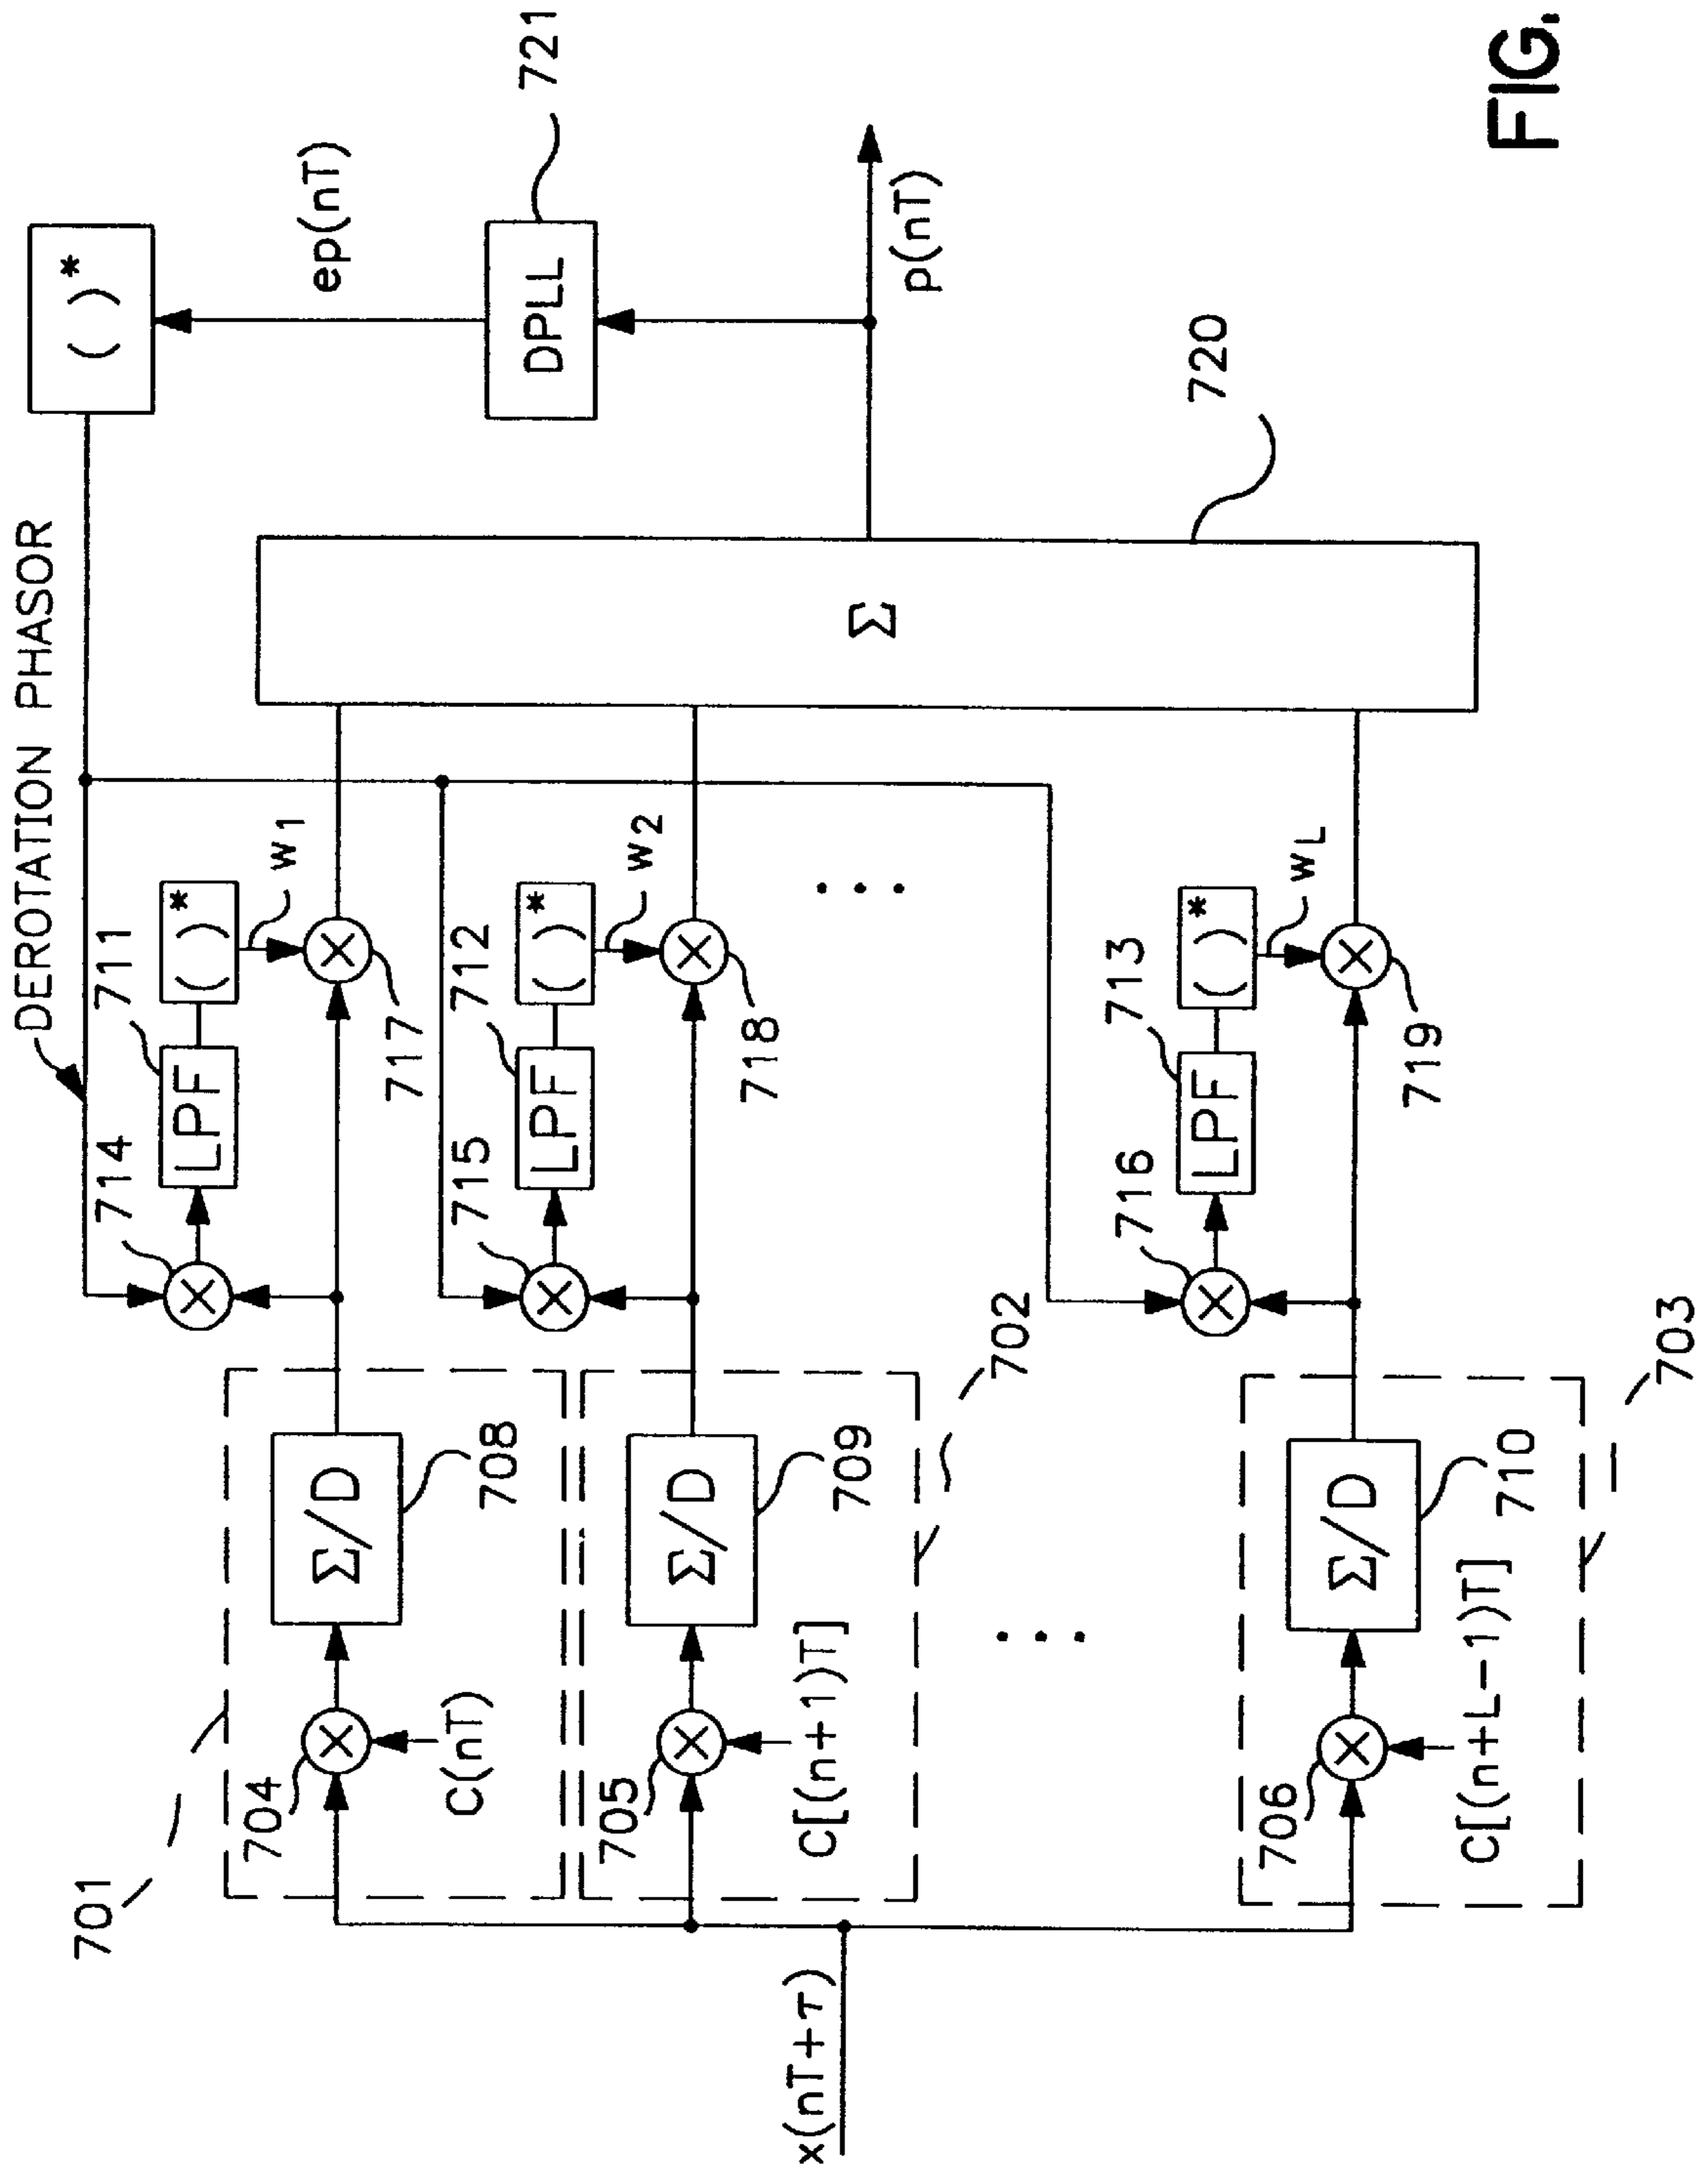 DEROTATION PHASOR
( )*
ep(nT)
721
DPLL
p(nT)
714
711
LPF
( )*
w1
717
701
704
C(nT)
Σ/D
708
715
712
LPF
( )*
w2
718
x(nT+τ)
705
C[(n+1)T]
Σ/D
709
702
Σ
720
716
713
LPF
( )*
wL
719
706
C[(n+L-1)T]
Σ/D
710
703
FIG.